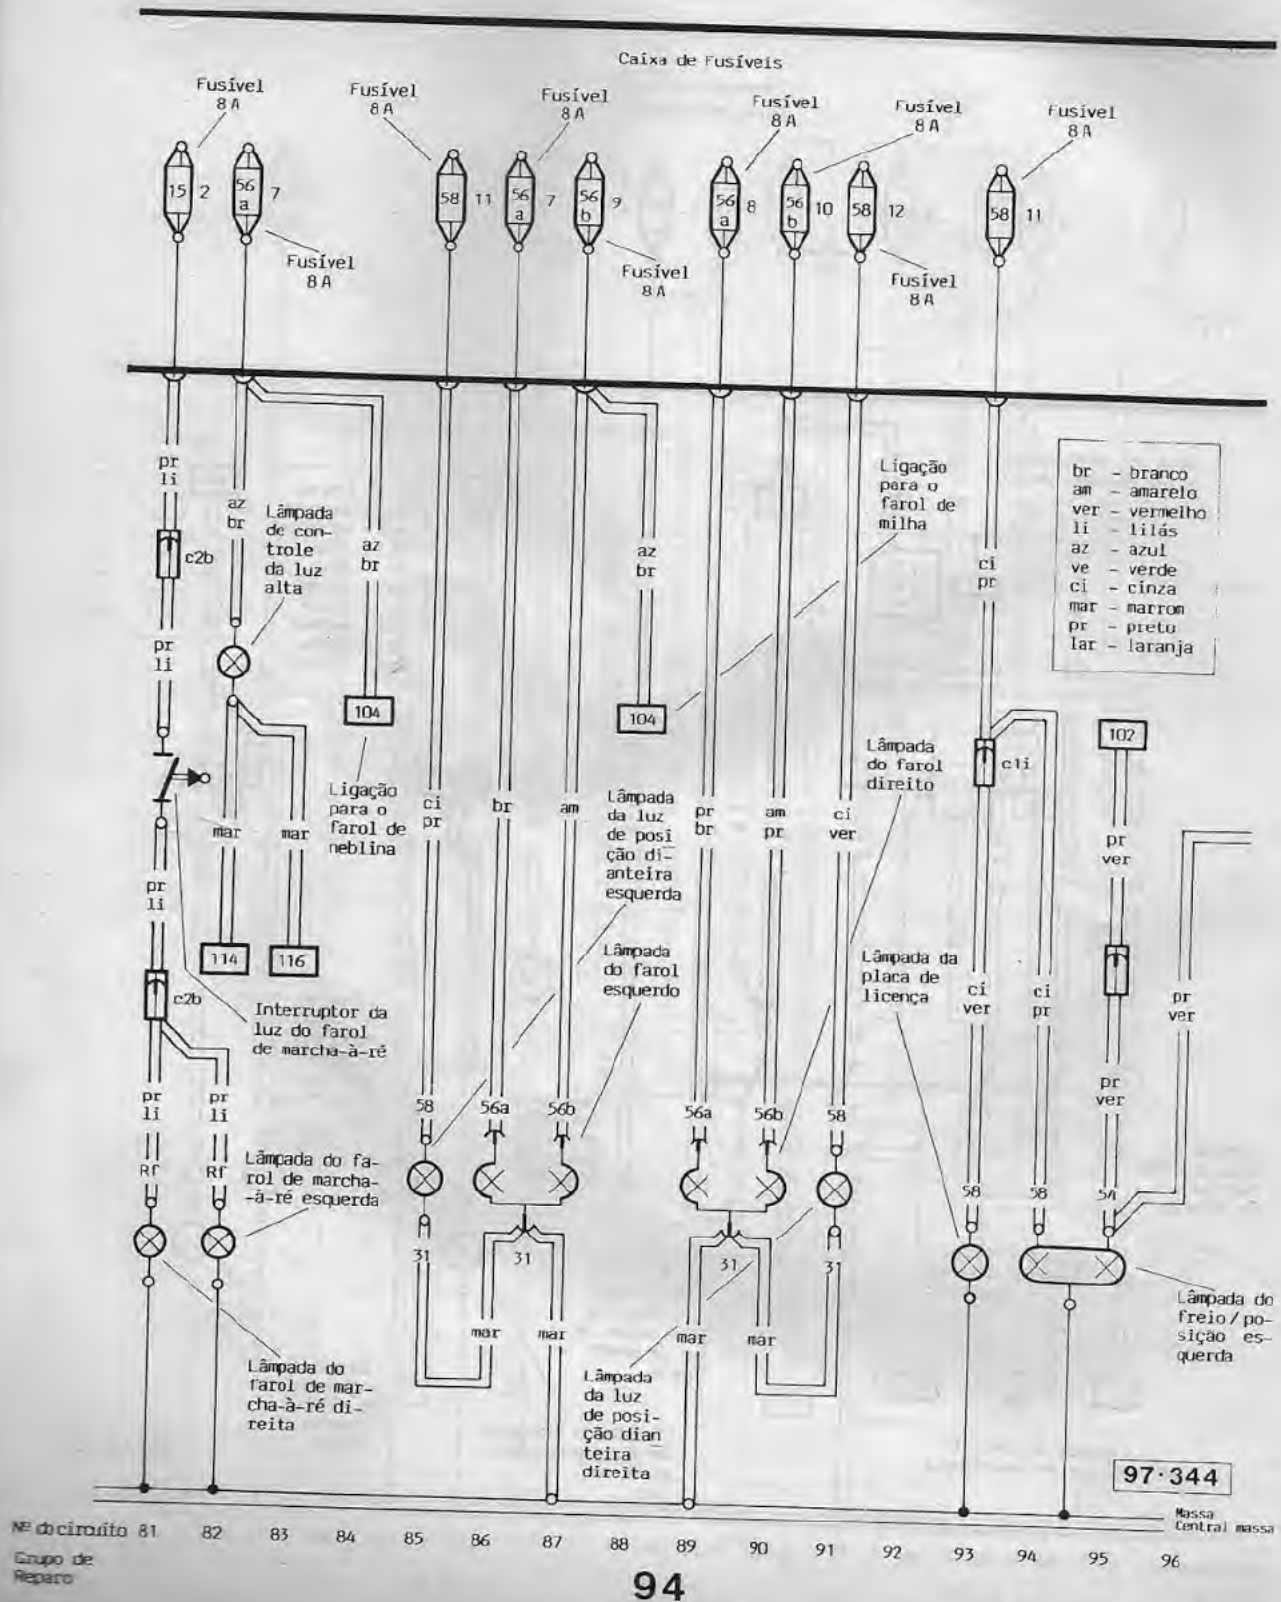 Caixa de Fusíveis
Fusível
8 A
Fusível
8 A
Fusível
8 A
Fusível
8 A
Fusível
8 A
Fusível
8 A
15
2
56
a
7
58
11
56
a
7
56
b
9
56
a
8
56
b
10
58
12
58
11
Fusível
8 A
Fusível
8 A
Fusível
8 A
br - branco
am - amarelo
ver - vermelho
li - lilás
az - azul
ve - verde
ci - cinza
mar - marrom
pr - preto
lar - laranja
pr
li
c2b
az
br
Lâmpada
de con-
trole
da luz
alta
az
br
az
br
Ligação
para o
farol de
milha
ci
pr
pr
li
104
104
102
c1i
Ligação
para o
farol de
neblina
mar
mar
ci
pr
br
am
Lâmpada
da luz
de posi
ção di-
anteira
esquerda
pr
br
am
pr
Lâmpada
do farol
direito
ci
ver
pr
ver
pr
li
114
116
c2b
Interruptor da
luz do farol
de marcha-à-ré
Lâmpada
do farol
esquerdo
Lâmpada da
placa de
licença
ci
ver
ci
pr
pr
ver
pr
ver
pr
li
pr
li
58
56a
56b
56a
56b
58
Rf
Rf
Lâmpada do fa-
rol de marcha-
-à-ré esquerda
58
58
54
31
31
31
31
mar
mar
mar
mar
Lâmpada do
freio/po-
sição es-
querda
Lâmpada do
farol de mar-
cha-à-ré di-
reita
Lâmpada
da luz
de posi-
ção dian
teira
direita
97·344
Massa
Central massa
Nº do circuíto 81 82 83 84 85 86 87 88 89 90 91 92 93 94 95 96
Grupo de
Reparo
94